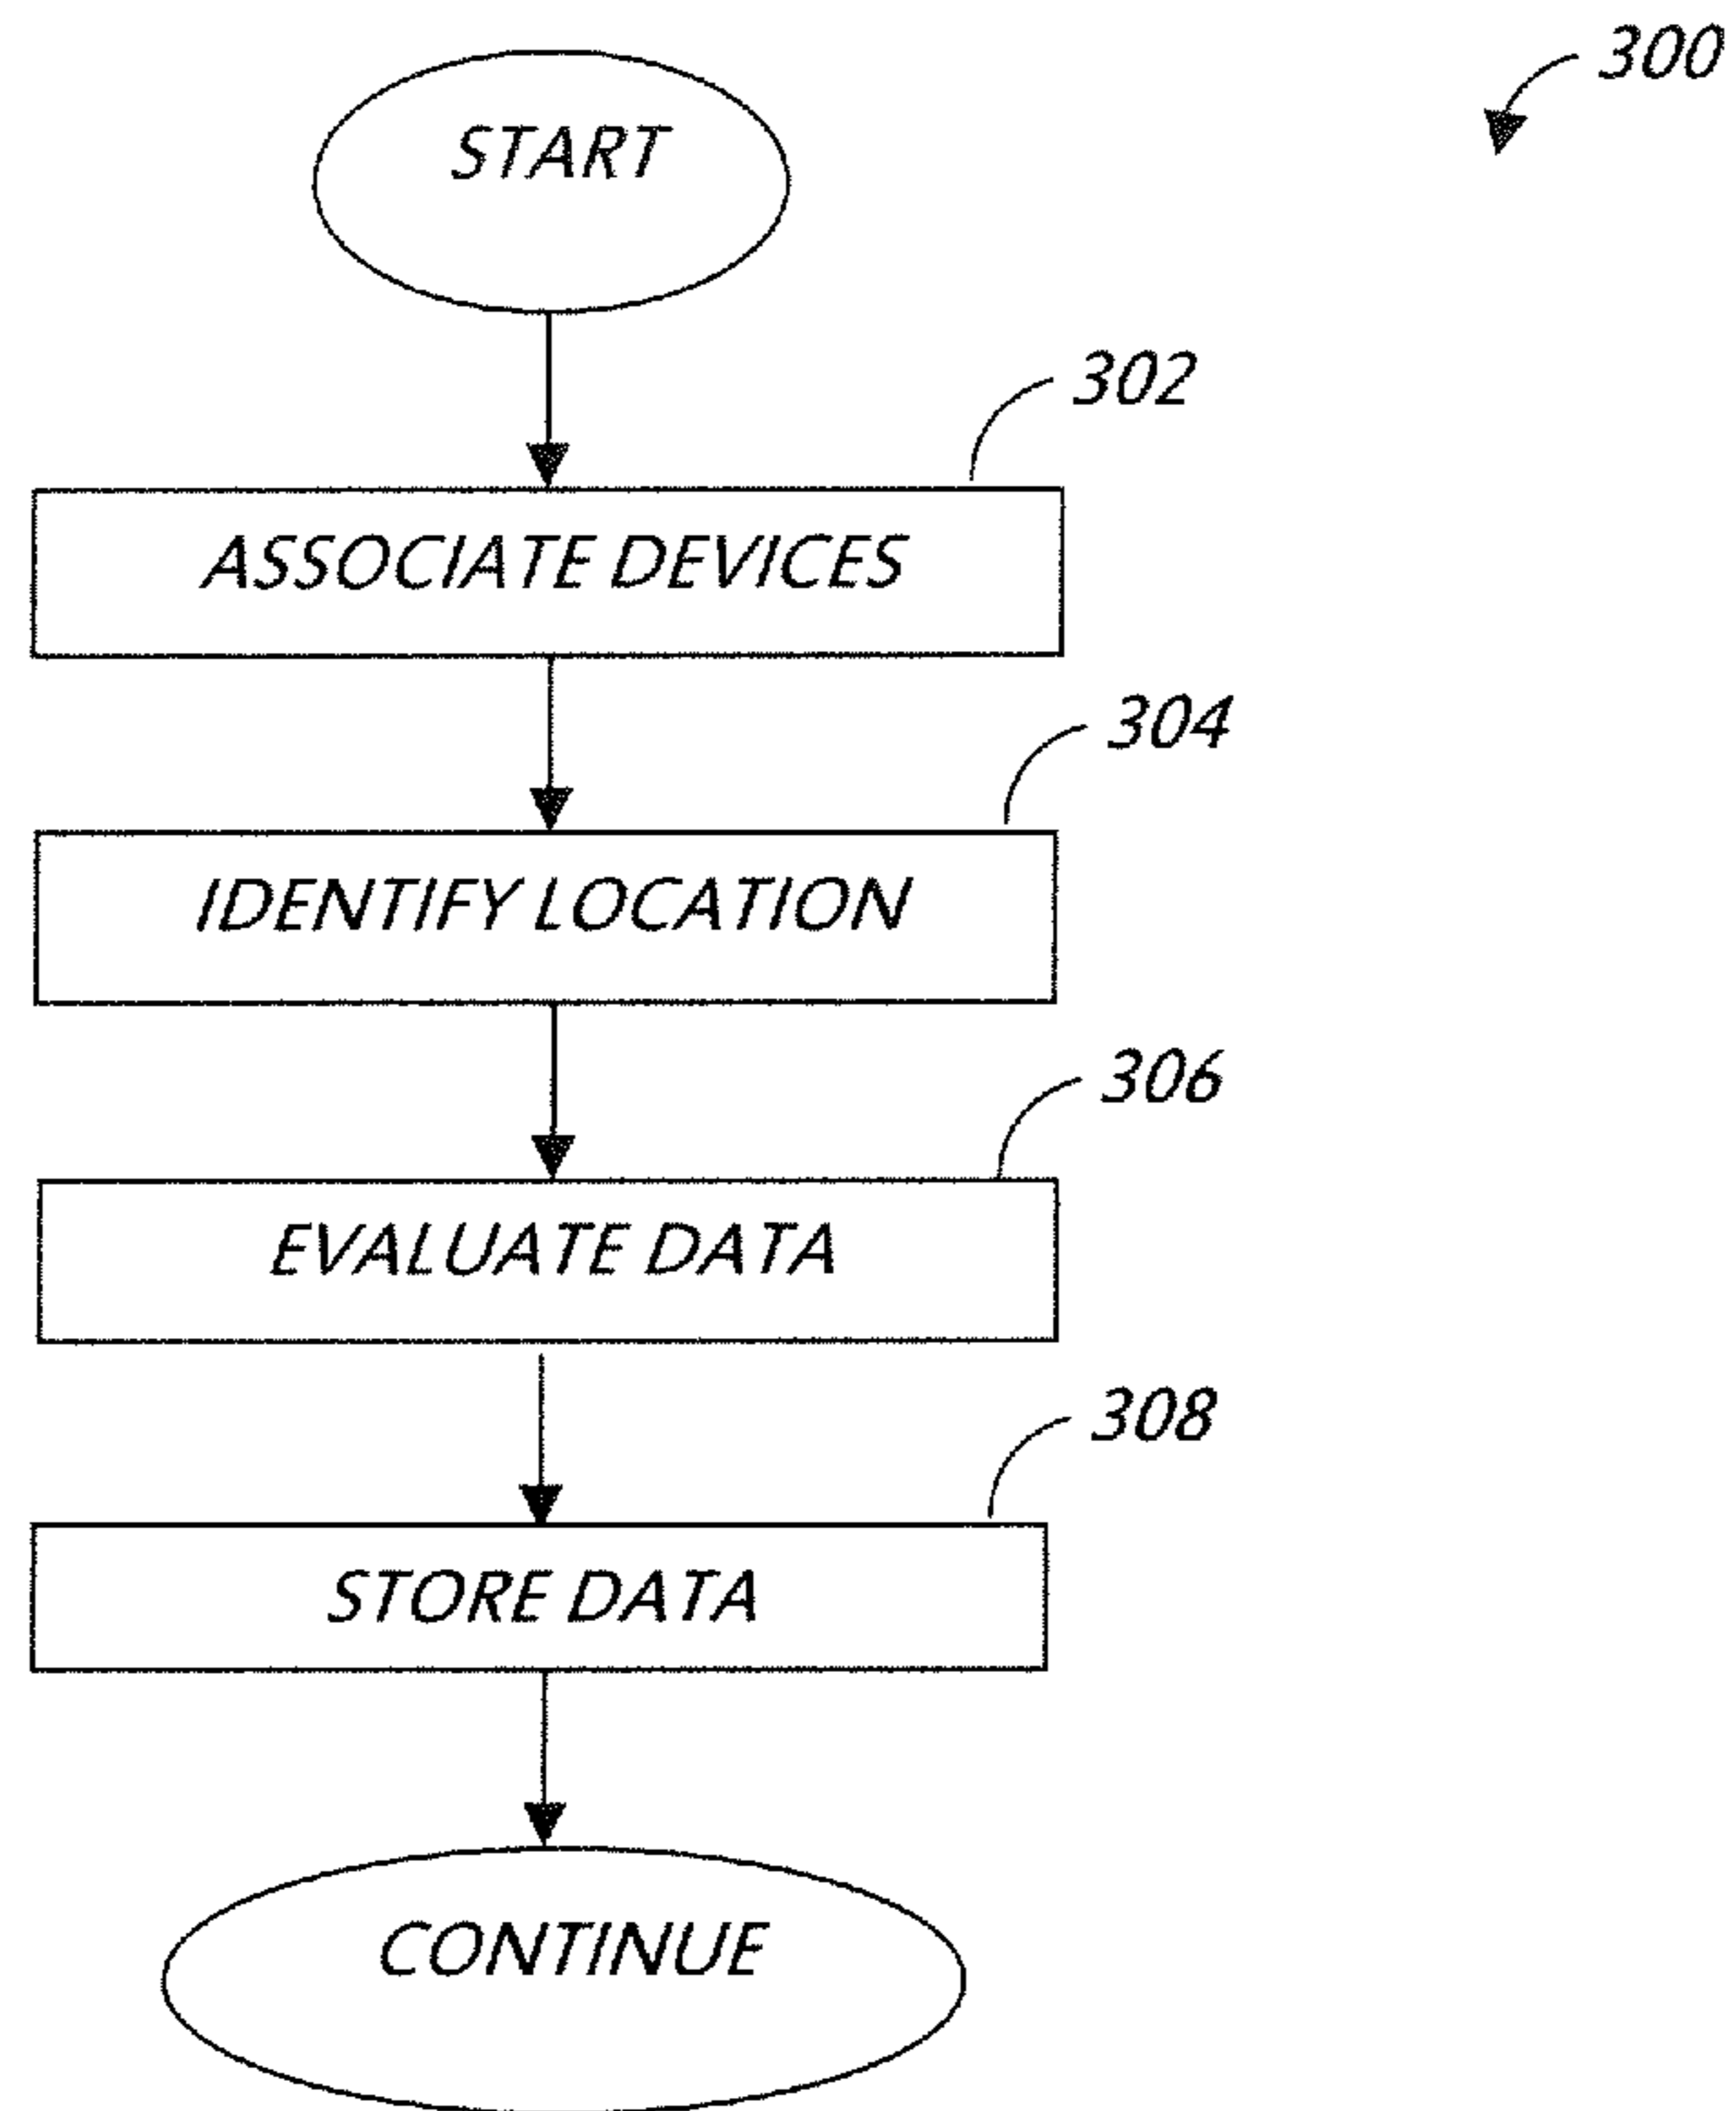 300
START
302
ASSOCIATE DEVICES
304
IDENTIFY LOCATION
306
EVALUATE DATA
308
STORE DATA
CONTINUE